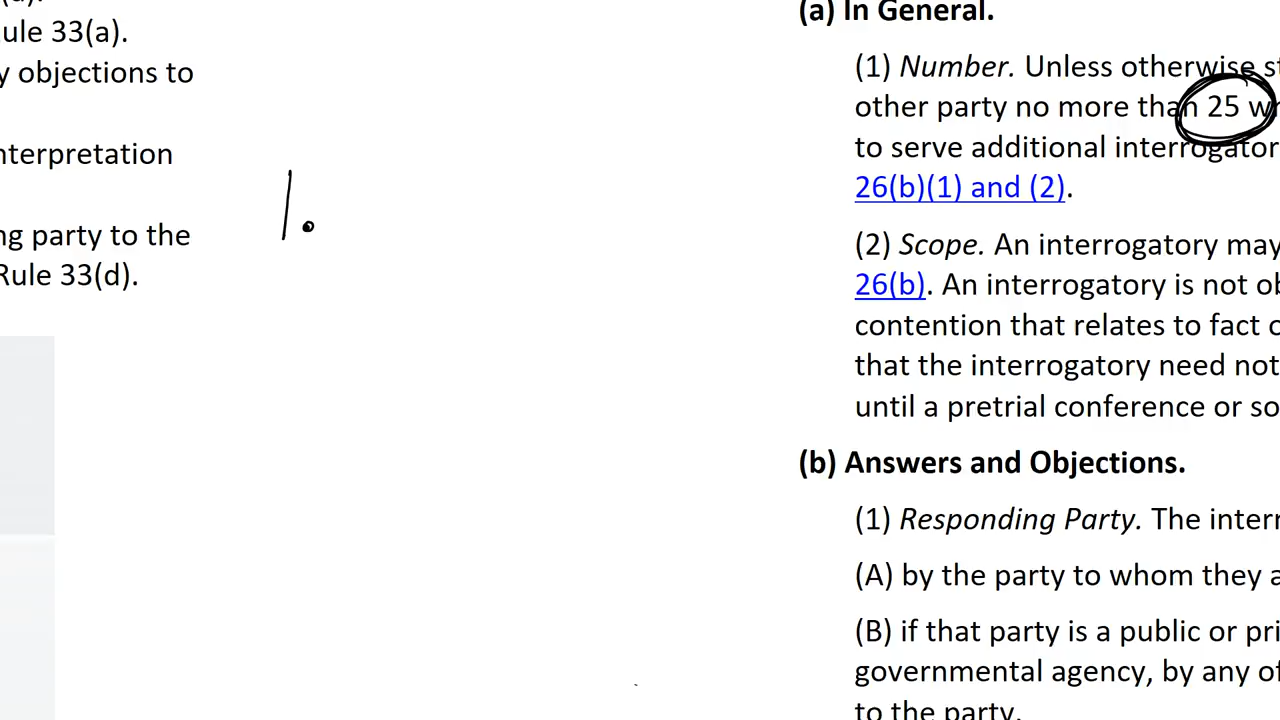 ule 33(a).
y objections to
nterpretation
ng party to the
Rule 33(d).
1.
(a) In General.
(1) Number. Unless otherwise st
other party no more than 25 wr
to serve additional interrogator
26(b)(1) and (2).
(2) Scope. An interrogatory may
26(b). An interrogatory is not ob
contention that relates to fact o
that the interrogatory need not
until a pretrial conference or so
(b) Answers and Objections.
(1) Responding Party. The interr
(A) by the party to whom they a
(B) if that party is a public or pri
governmental agency, by any of
to the party.